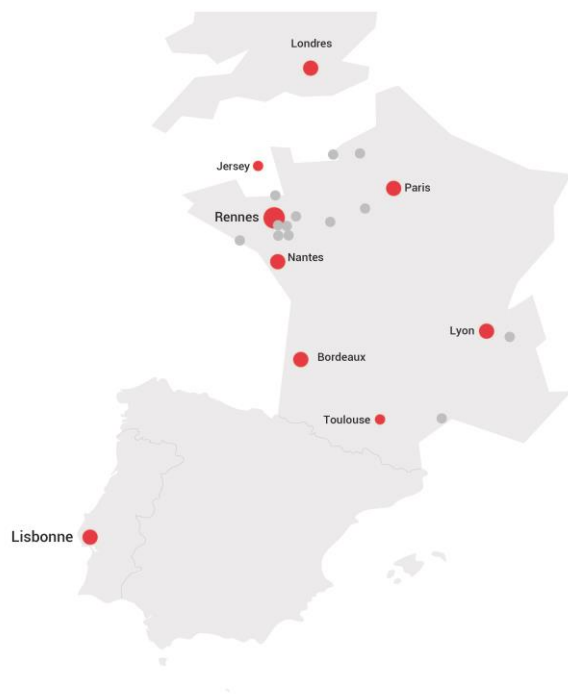 Londres
Jersey
Paris
Rennes
Nantes
Lyon
Bordeaux
Toulouse
Lisbonne